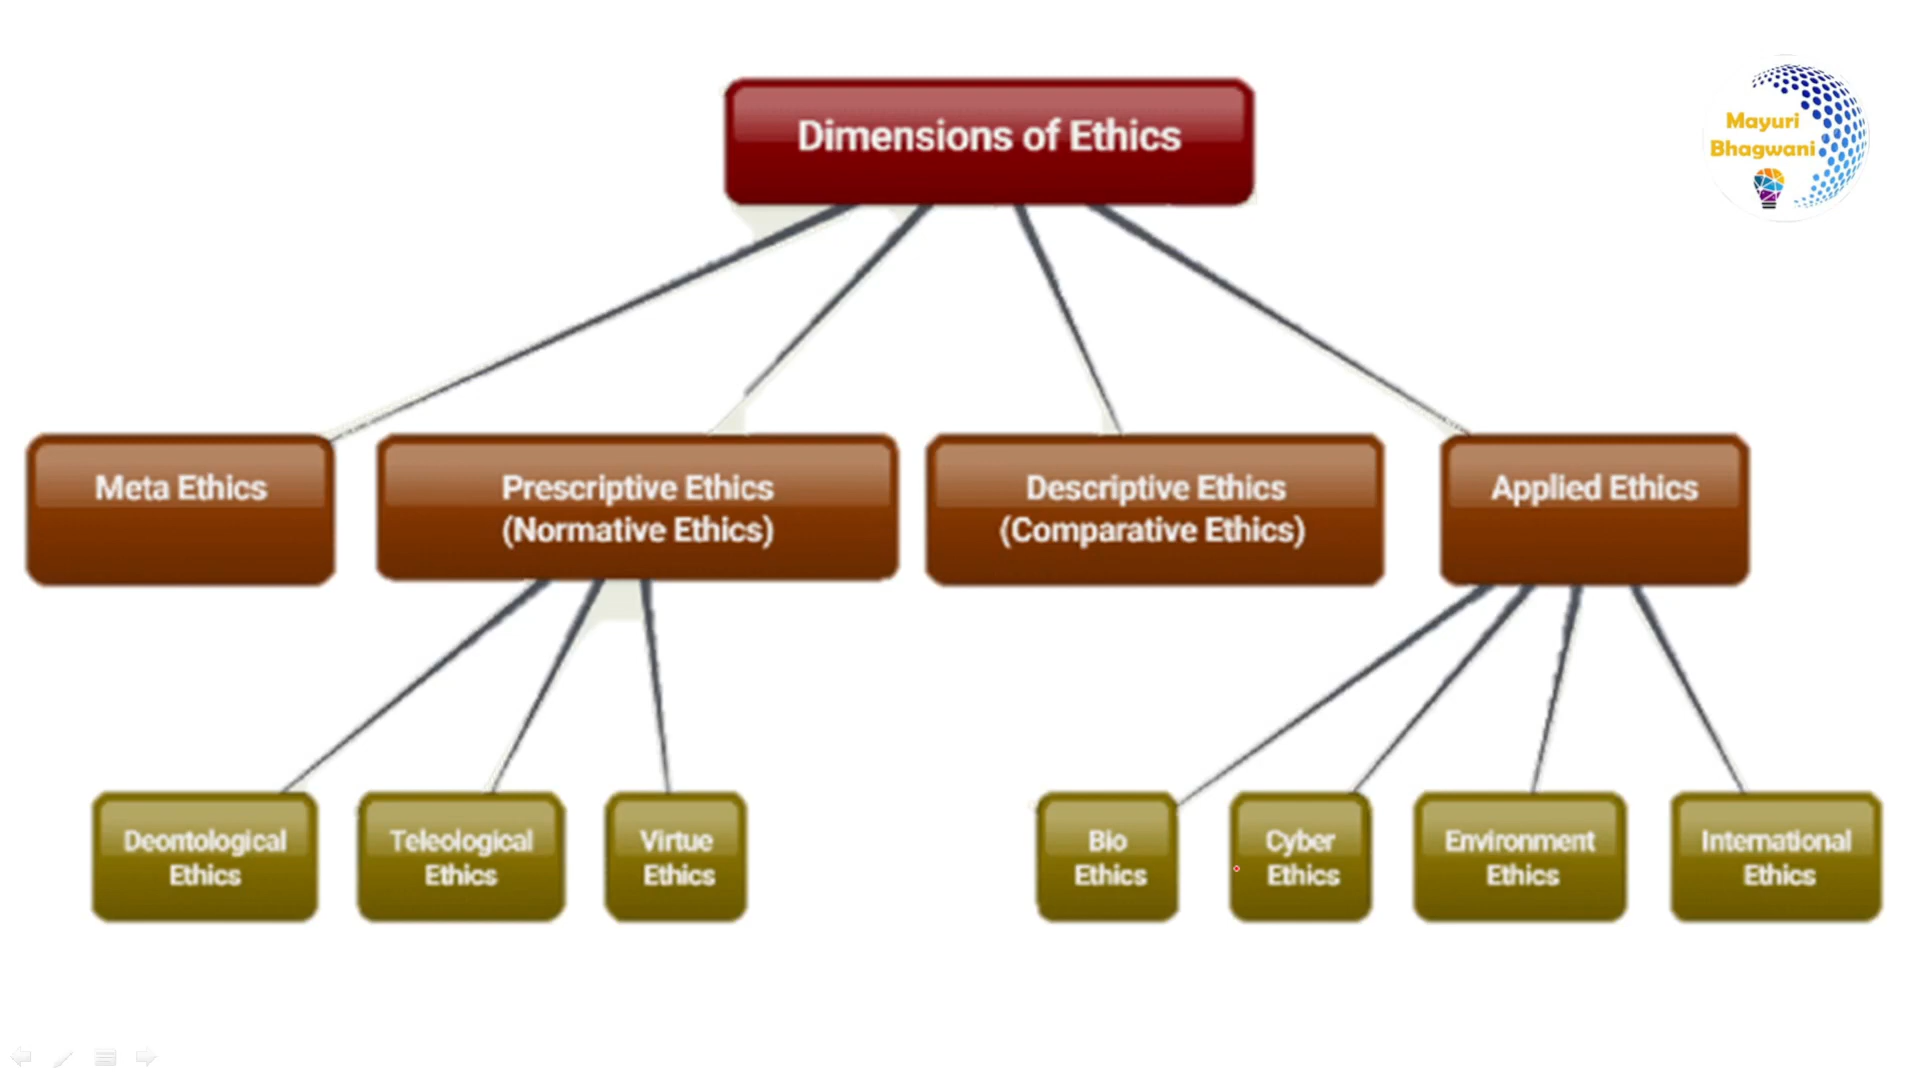 Dimensions of Ethics
Mayuri
Bhagwani
Meta Ethics
Prescriptive Ethics
(Normative Ethics)
Descriptive Ethics
(Comparative Ethics)
Applied Ethics
Deontological
Ethics
Teleological
Ethics
Virtue
Ethics
Bio
Ethics
Cyber
Ethics
Environment
Ethics
International
Ethics